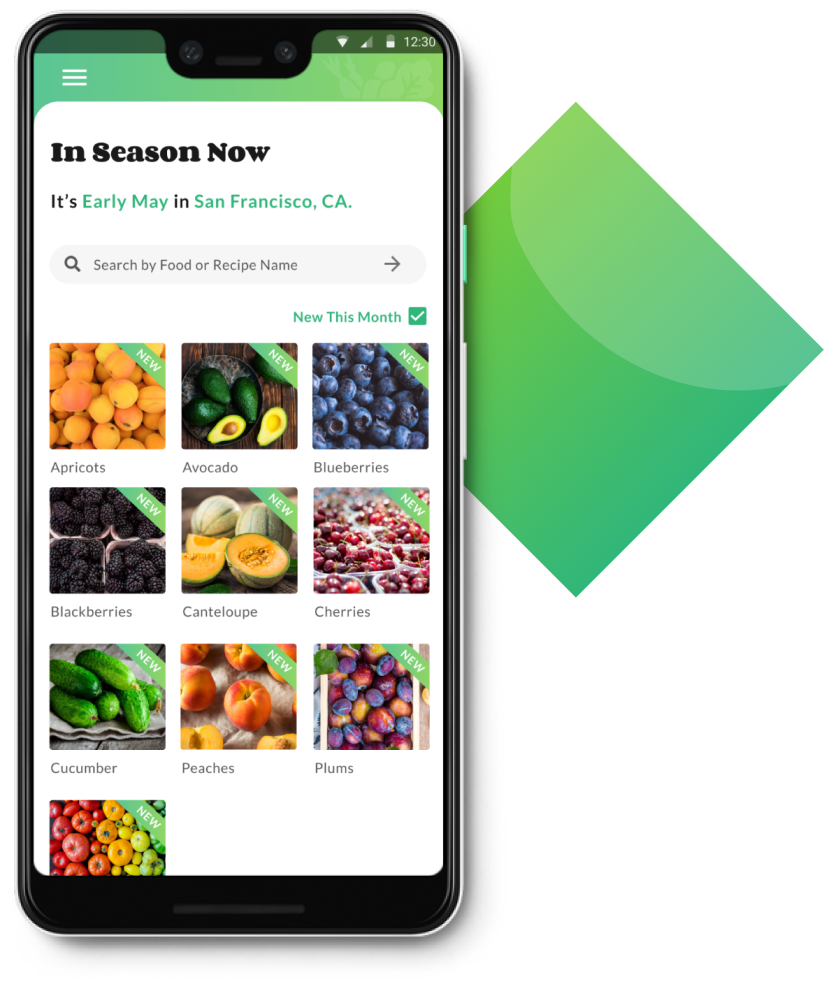 12:30
In Season Now
It's Early May in San Francisco, CA.
Search by Food or Recipe Name
New This Month
NEW
NEW
NEW
Apricots
Avocado
Blueberries
NEW
NEW
NEW
Blackberries
Canteloupe
Cherries
NEW
NEW
NEW
Cucumber
Peaches
Plums
NEW